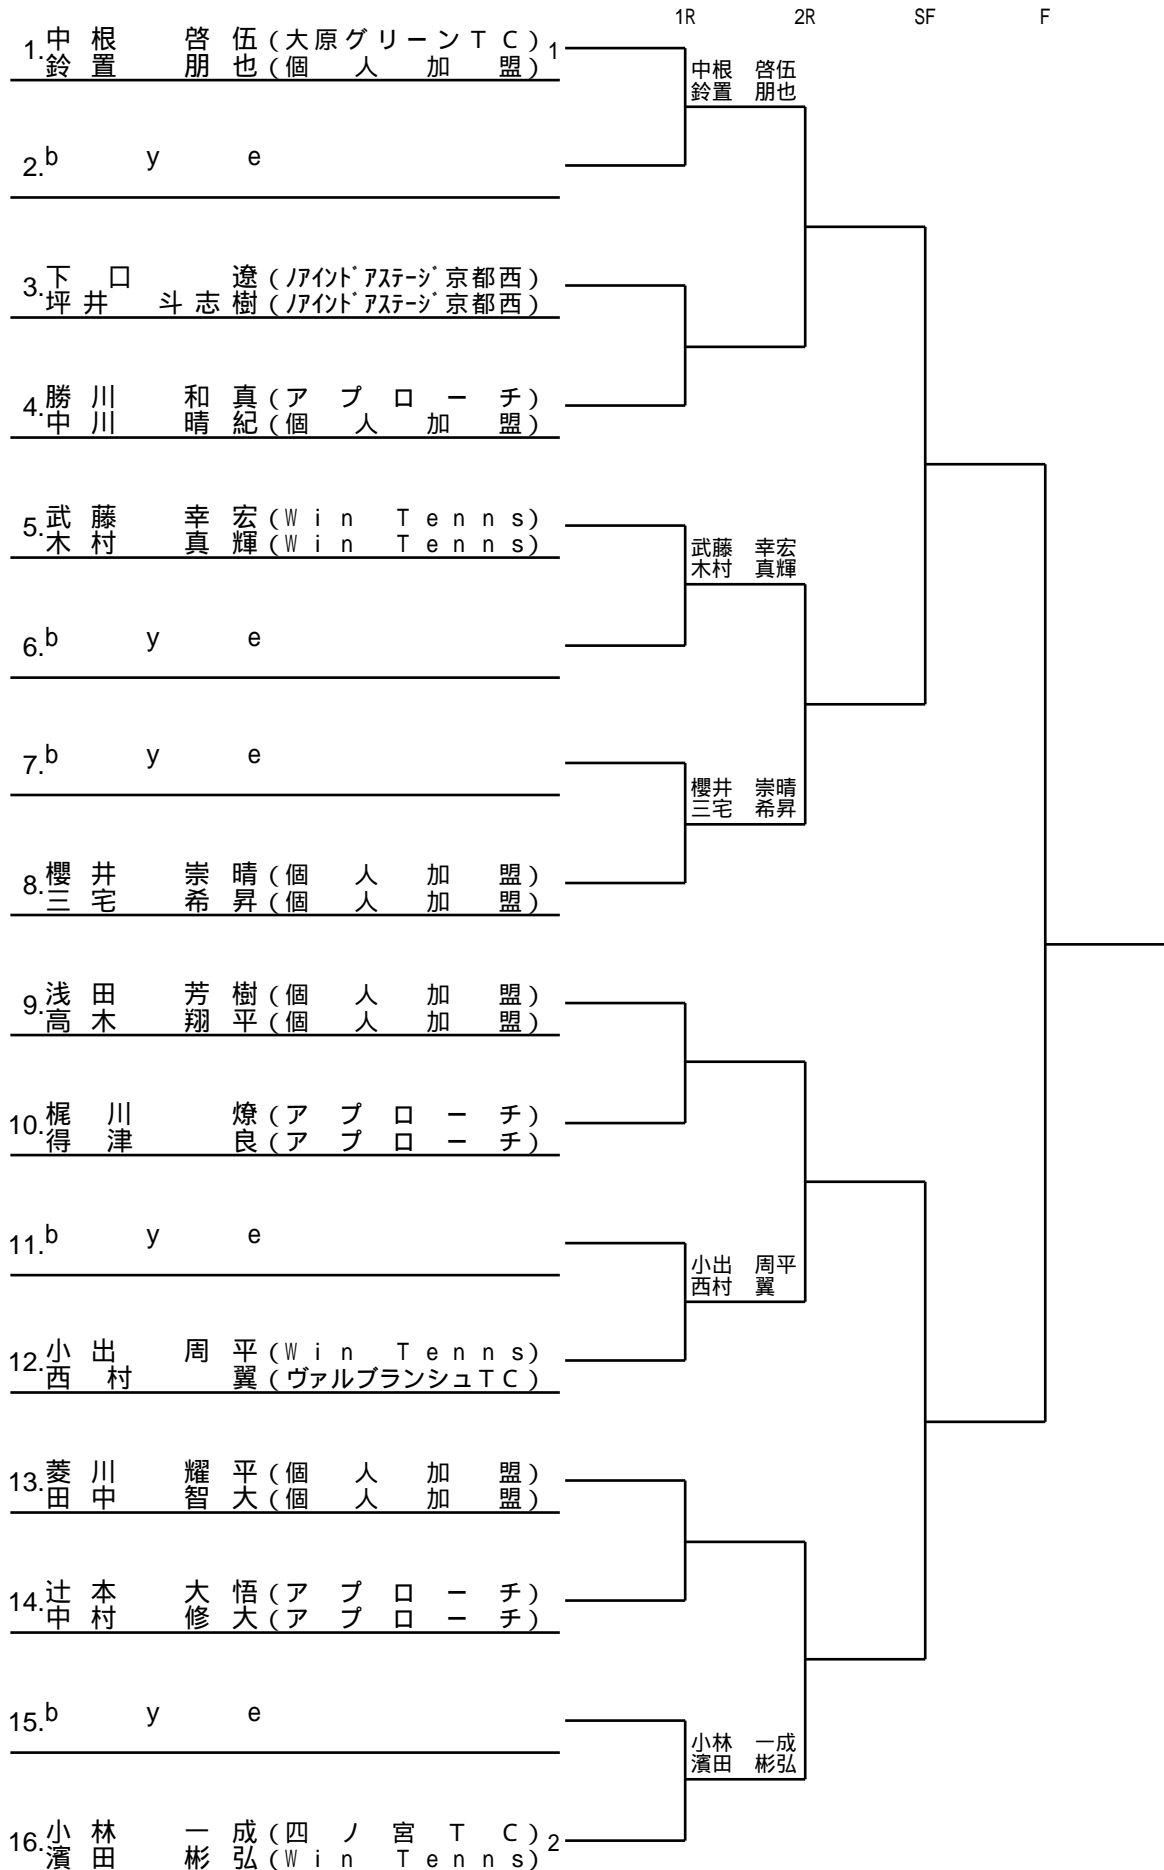 1R 2R SF F
1. 中根 啓伍 (大原グリーンTC) 1
鈴置 朋也 (個人加盟)
中根 啓伍
鈴置 朋也
2. bye
3. 下口 遼 (ノアインドアステージ京都西)
坪井 斗志樹 (ノアインドアステージ京都西)
4. 勝川 和真 (アプローチ)
中川 晴紀 (個人加盟)
5. 武藤 幸宏 (Win Tenns)
木村 真輝 (Win Tenns)
武藤 幸宏
木村 真輝
6. bye
7. bye
櫻井 崇晴
三宅 希昇
8. 櫻井 崇晴 (個人加盟)
三宅 希昇 (個人加盟)
9. 浅田 芳樹 (個人加盟)
高木 翔平 (個人加盟)
10. 梶川 燎 (アプローチ)
得津 良 (アプローチ)
11. bye
小出 周平
西村 翼
12. 小出 周平 (Win Tenns)
西村 翼 (ヴァルブランシュTC)
13. 菱川 耀平 (個人加盟)
田中 智大 (個人加盟)
14. 辻本 大悟 (アプローチ)
中村 修大 (アプローチ)
15. bye
小林 一成
濱田 彬弘
16. 小林 一成 (四ノ宮TC) 2
濱田 彬弘 (Win Tenns)